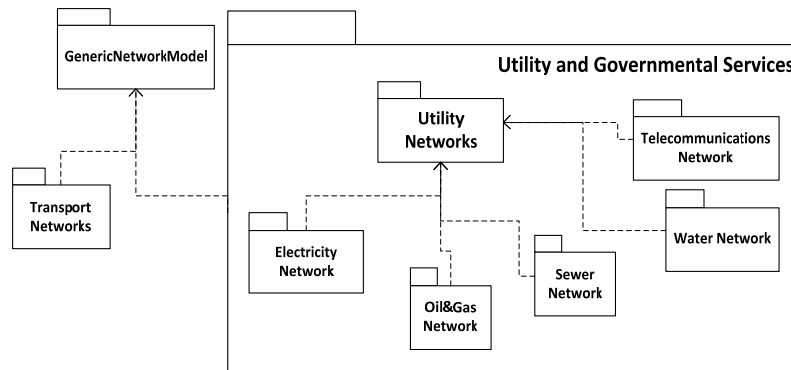 GenericNetworkModel
Utility and Governmental Services
Utility
Networks
Telecommunications
Network
Transport
Networks
Electricity
Network
Water Network
Sewer
Network
Oil&Gas
Network